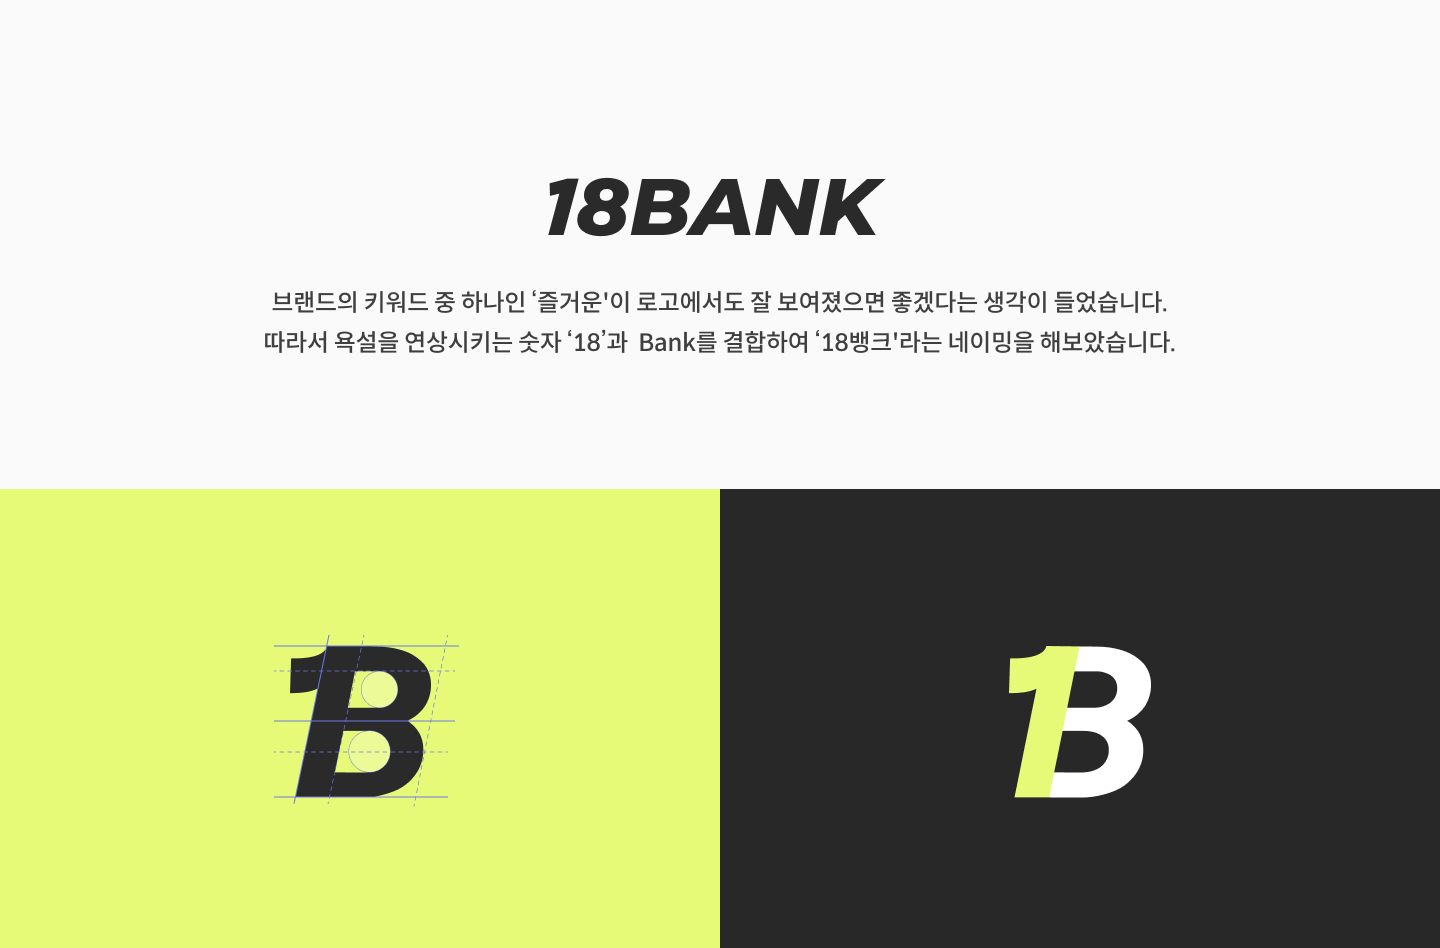 18BANK
브랜드의 키워드 중 하나인 ‘즐거운'이 로고에서도 잘 보여졌으면 좋겠다는 생각이 들었습니다.
따라서 욕설을 연상시키는 숫자 ‘18’과  Bank를 결합하여 ‘18뱅크'라는 네이밍을 해보았습니다.
1B
1B